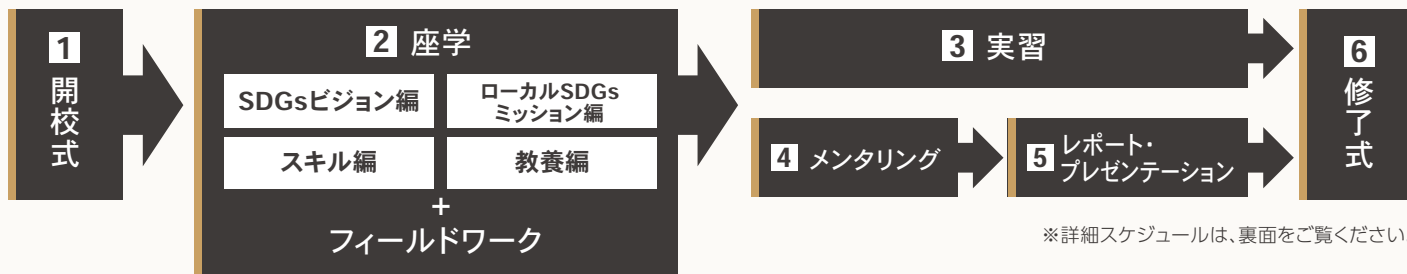 1
開校式
2 座学
SDGsビジョン編
ローカルSDGs
ミッション編
スキル編
教養編
+
フィールドワーク
3 実習
4 メンタリング
5 レポート・
プレゼンテーション
6
修了式
※詳細スケジュールは、裏面をご覧ください